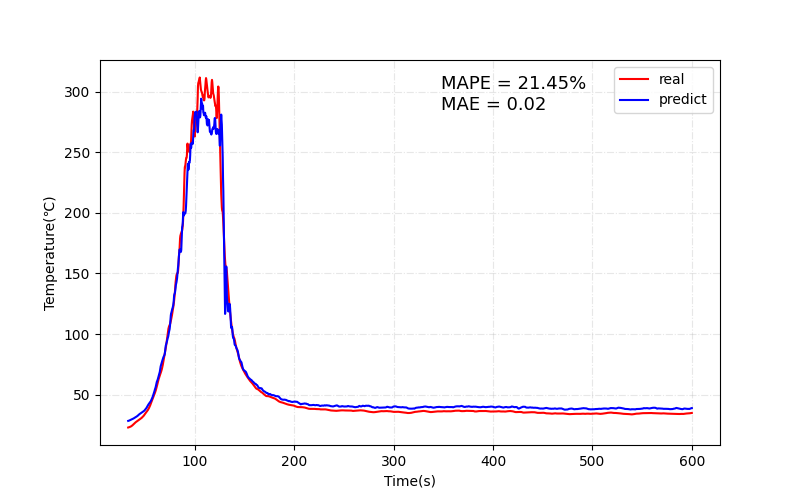 MAPE = 21.45%
MAE = 0.02
real
predict
300
250
200
150
100
50
Temperature(℃)
100 200 300 400 500 600
Time(s)